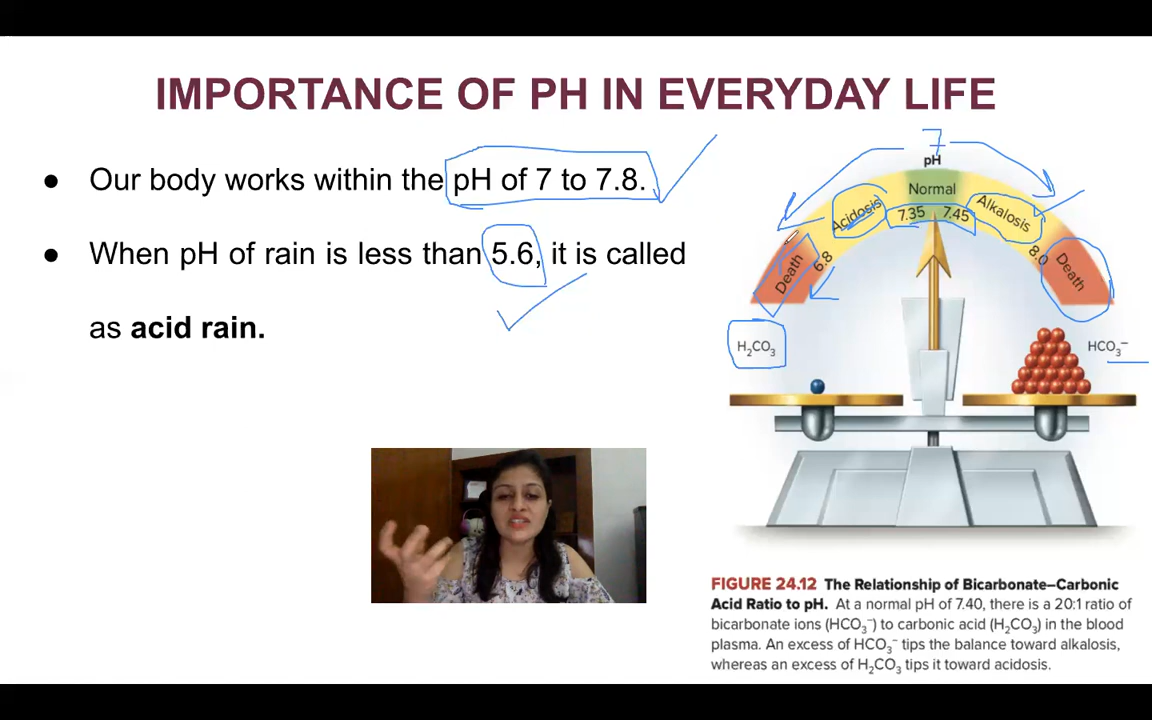 IMPORTANCE OF PH IN EVERYDAY LIFE
● Our body works within the pH of 7 to 7.8.
● When pH of rain is less than 5.6, it is called
as acid rain.
7
pH
Normal
Acidosis
7.35
7.45
Alkalosis
Death
6.8
8.0
Death
H₂CO₃
HCO₃⁻
FIGURE 24.12 The Relationship of Bicarbonate–Carbonic
Acid Ratio to pH. At a normal pH of 7.40, there is a 20:1 ratio of
bicarbonate ions (HCO₃⁻) to carbonic acid (H₂CO₃) in the blood
plasma. An excess of HCO₃⁻ tips the balance toward alkalosis,
whereas an excess of H₂CO₃ tips it toward acidosis.